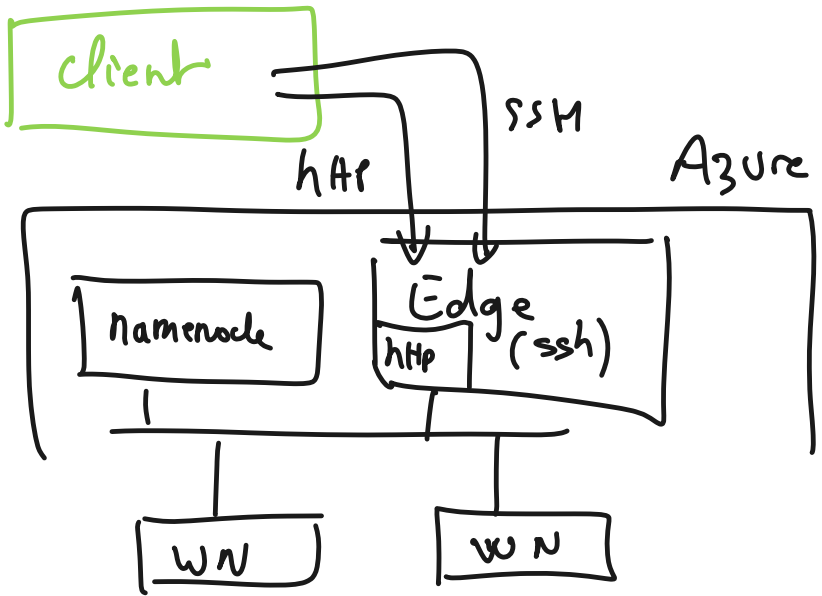 client
SSH
http
Azure
Edge
namenode
(ssh)
http
WN
WN